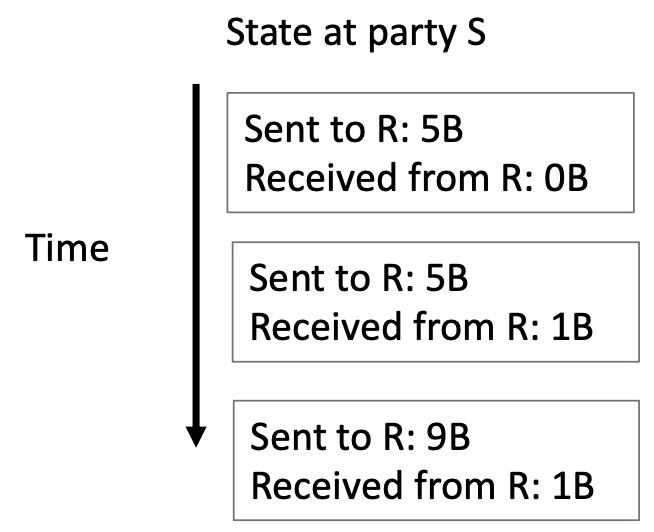 State at party S
Sent to R: 5B
Received from R: 0B
Time
Sent to R: 5B
Received from R: 1B
Sent to R: 9B
Received from R: 1B